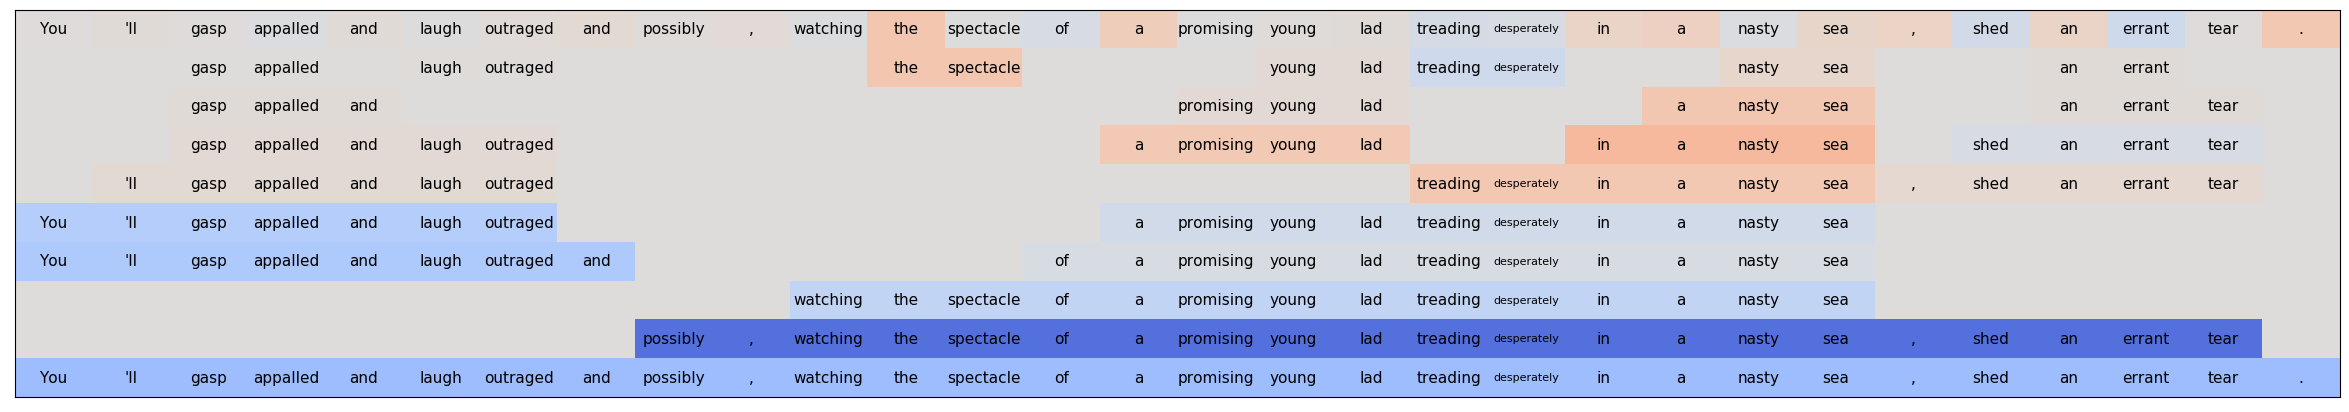 You 'll gasp appalled and laugh outraged and possibly , watching the spectacle of a promising young lad treading desperately in a nasty sea , shed an errant tear .
gasp appalled laugh outraged the spectacle young lad treading desperately nasty sea an errant
gasp appalled and promising young lad a nasty sea an errant tear
gasp appalled and laugh outraged a promising young lad in a nasty sea shed an errant tear
'll gasp appalled and laugh outraged treading desperately in a nasty sea , shed an errant tear
You 'll gasp appalled and laugh outraged a promising young lad treading desperately in a nasty sea
You 'll gasp appalled and laugh outraged and of a promising young lad treading desperately in a nasty sea
watching the spectacle of a promising young lad treading desperately in a nasty sea
possibly , watching the spectacle of a promising young lad treading desperately in a nasty sea , shed an errant tear
You 'll gasp appalled and laugh outraged and possibly , watching the spectacle of a promising young lad treading desperately in a nasty sea , shed an errant tear .